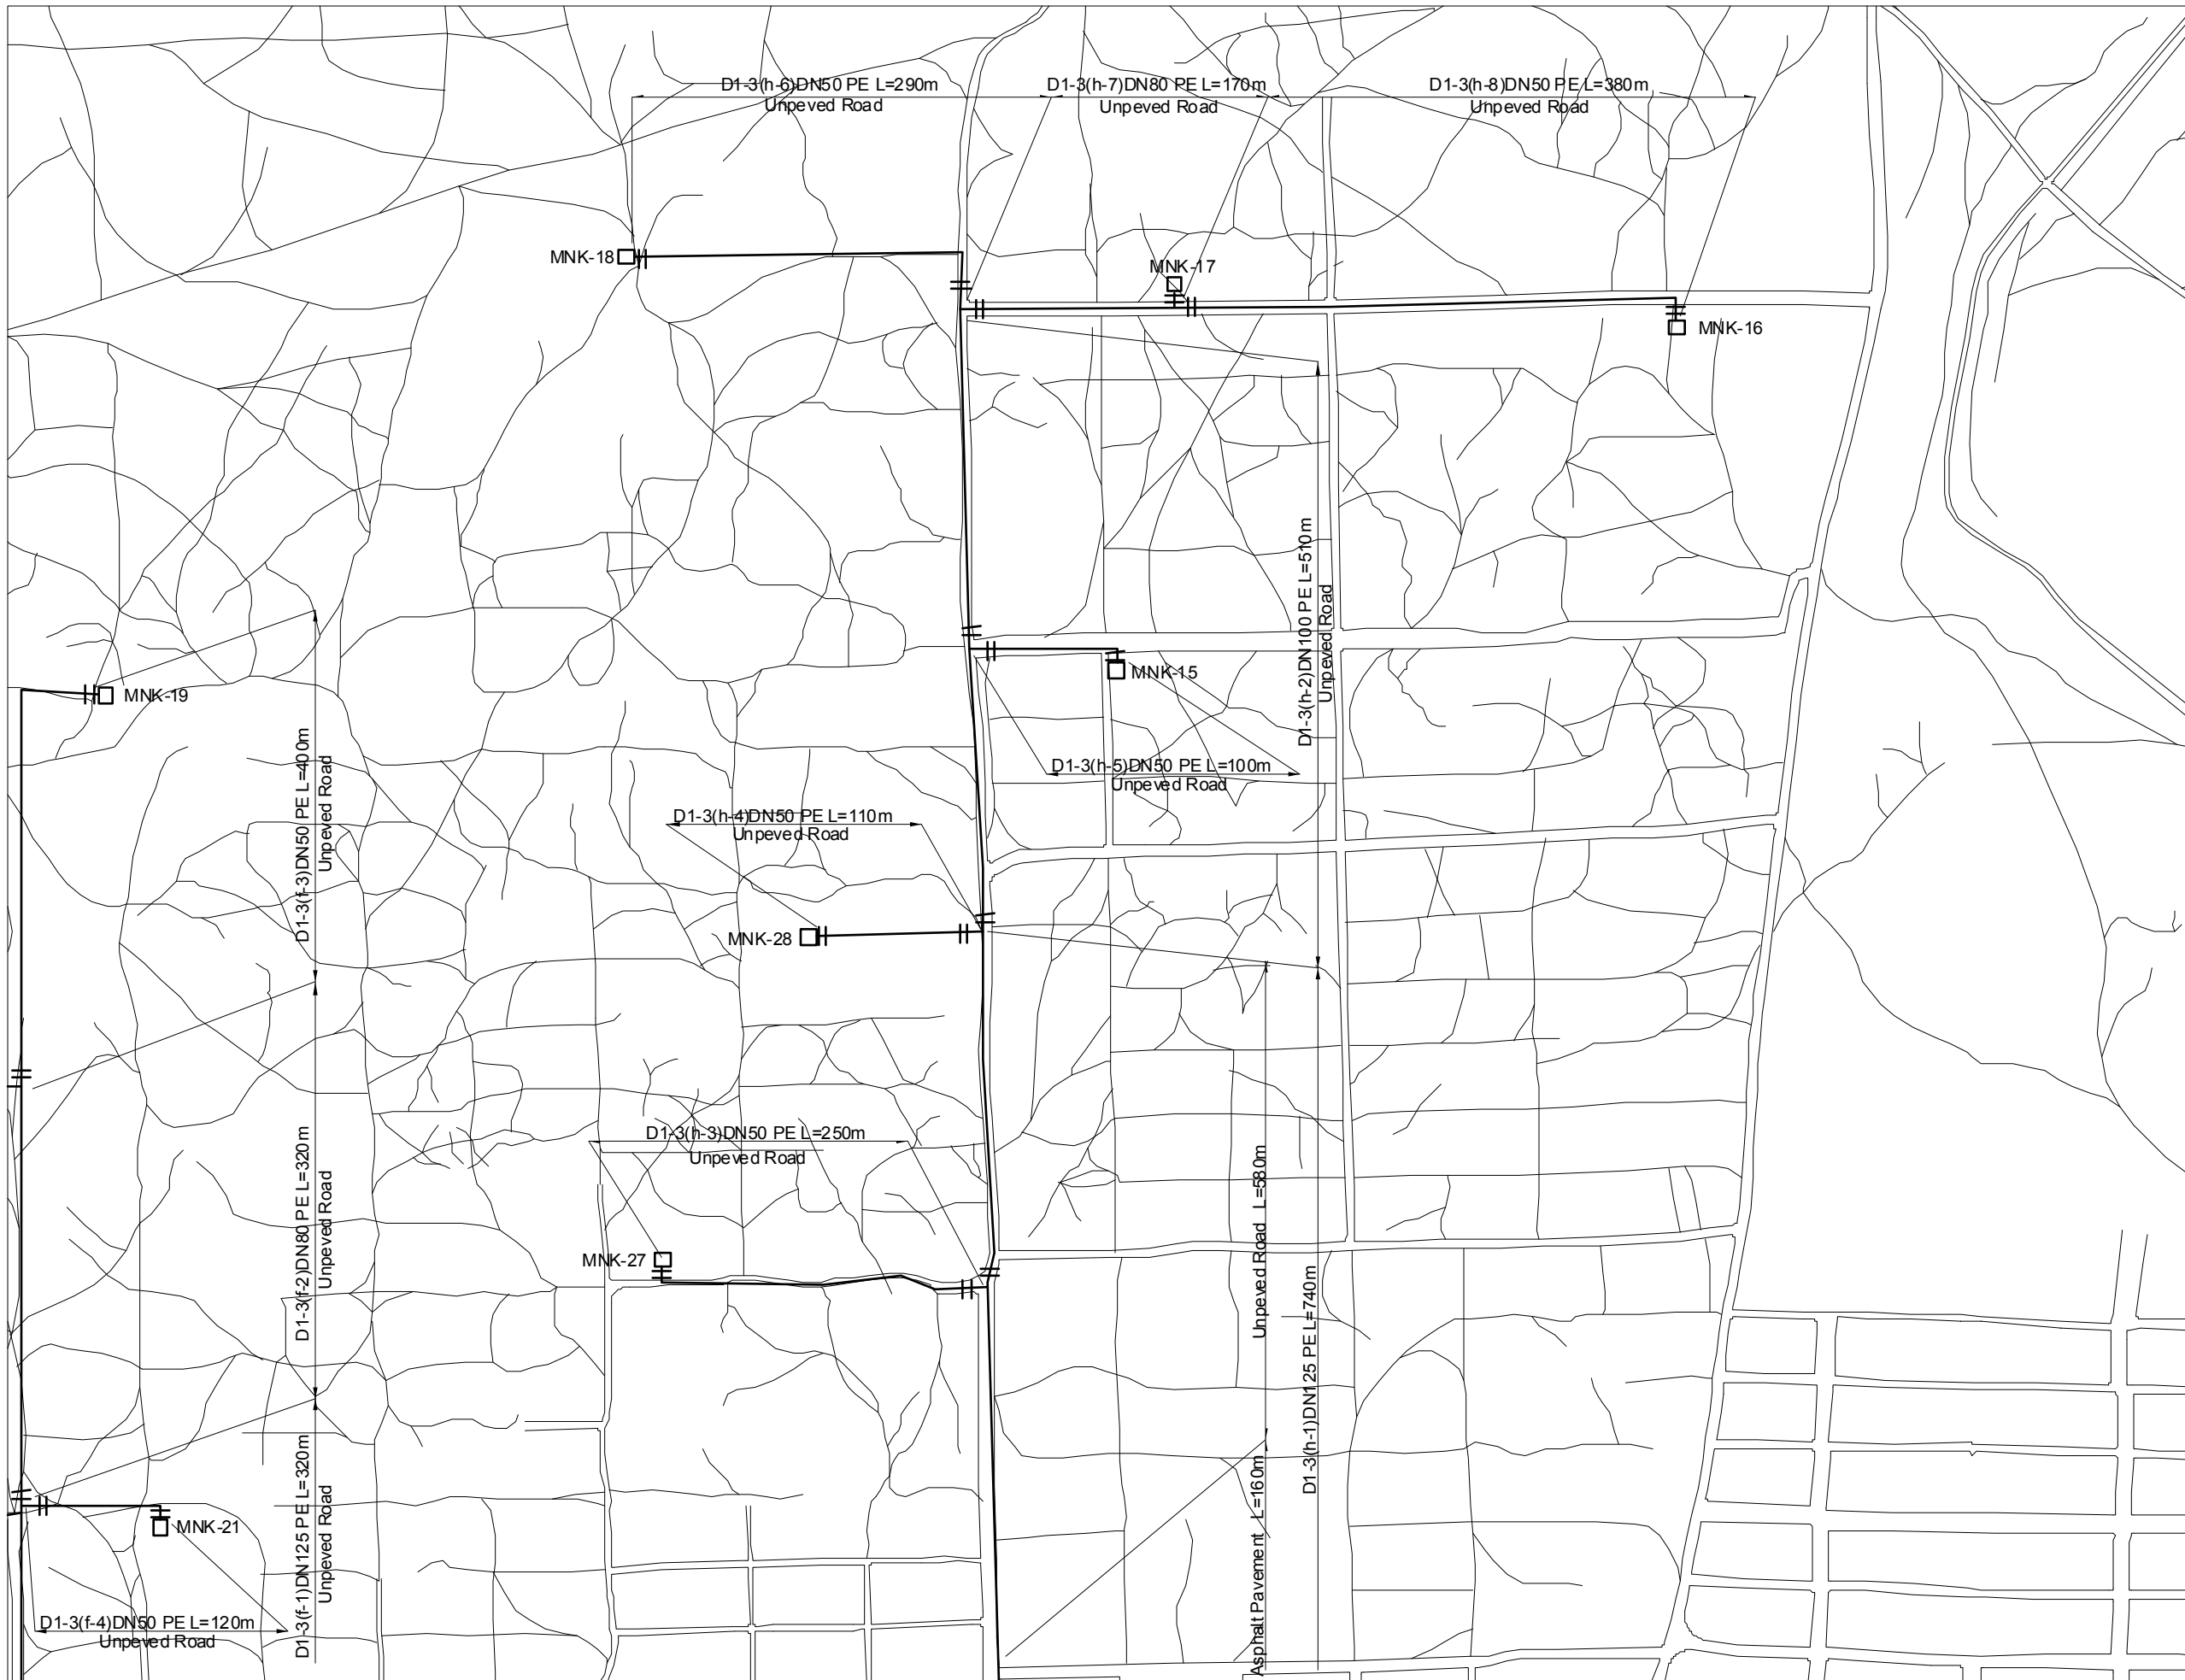 D1-3(h-6)DN50 PE L=290m
Unpeved Road
D1-3(h-7)DN80 PE L=170m
Unpeved Road
D1-3(h-8)DN50 PE L=380m
Unpeved Road
MNK-18
MNK-17
MNK-16
D1-3(h-2)DN100 PE L=510m
Unpeved Road
MNK-15
MNK-19
D1-3(f-3)DN50 PE L=400m
Unpeved Road
D1-3(h-5)DN50 PE L=100m
Unpeved Road
D1-3(h-4)DN50 PE L=110m
Unpeved Road
MNK-28
D1-3(h-3)DN50 PE L=250m
Unpeved Road
D1-3(f-2)DN80 PE L=320m
Unpeved Road
Unpeved Road L=580m
D1-3(h-1)DN125 PE L=740m
MNK-27
Asphalt Pavement L=160m
D1-3(f-1)DN125 PE L=320m
Unpeved Road
MNK-21
D1-3(f-4)DN50 PE L=120m
Unpeved Road